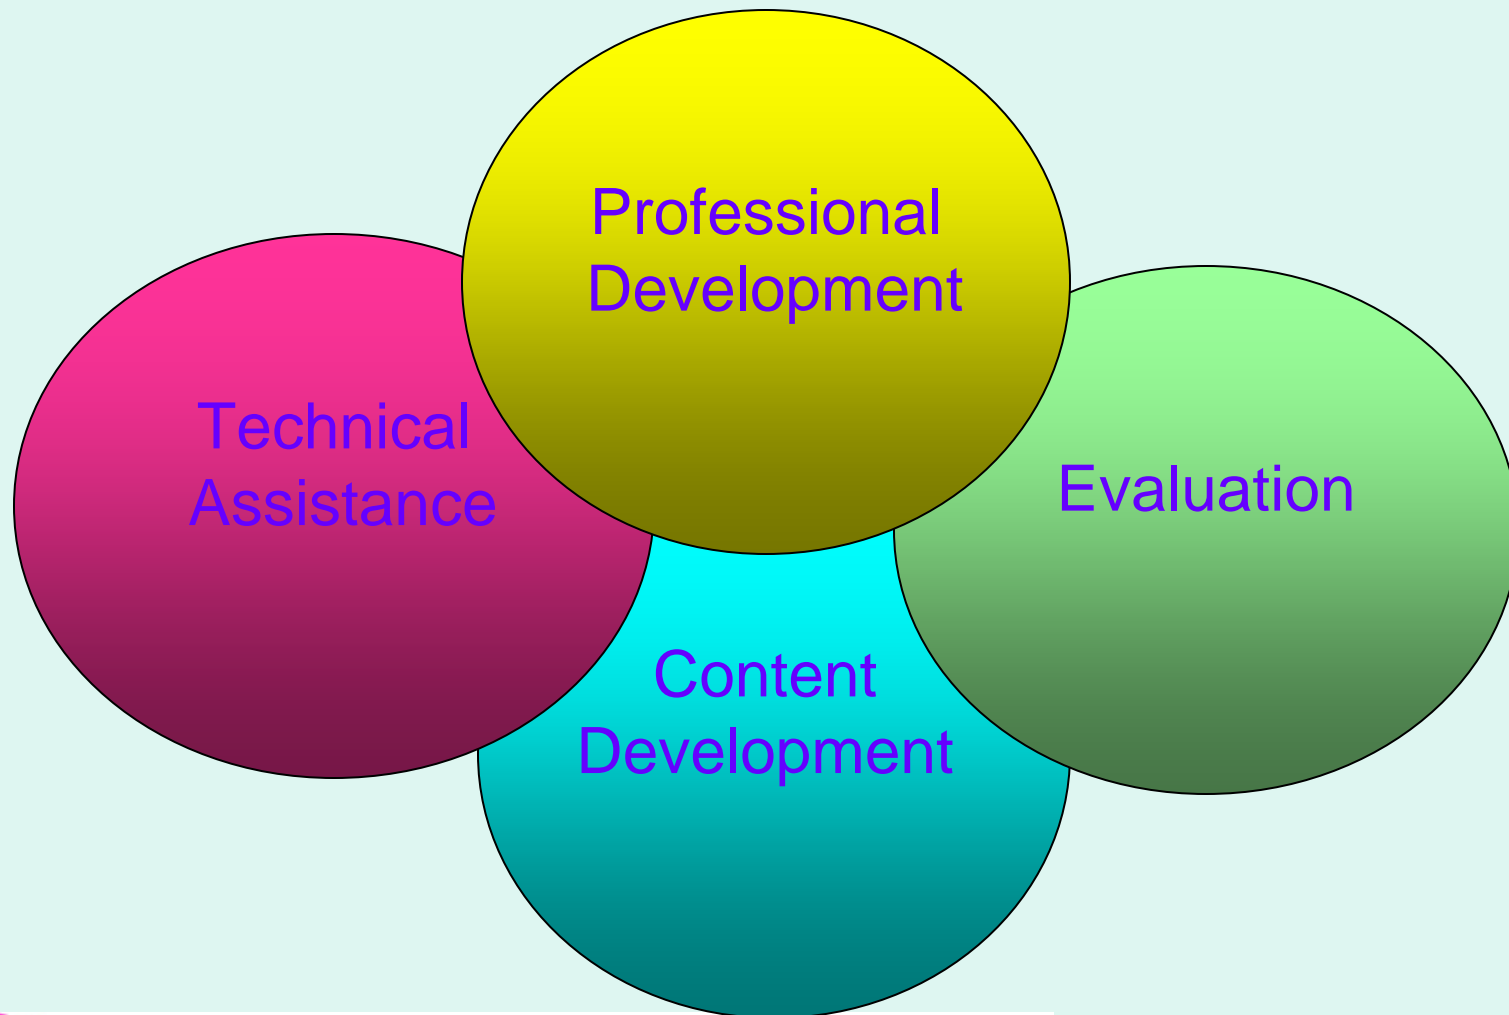 Professional
Development
Technical
Assistance
Evaluation
Content
Development